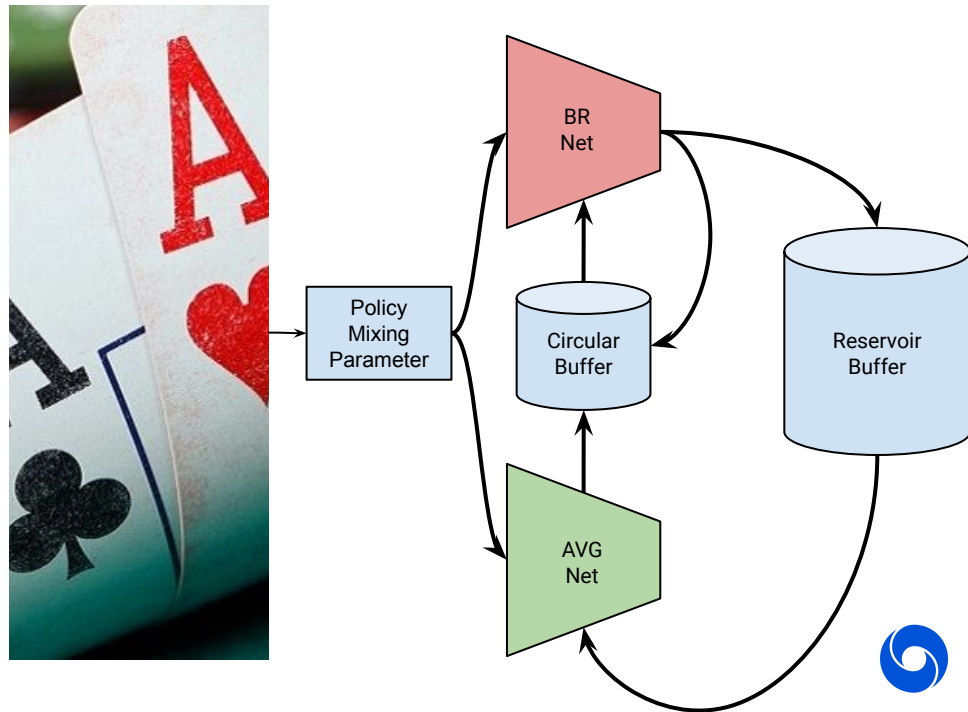 A
A
BR
Net
Policy
Mixing
Parameter
Circular
Buffer
Reservoir
Buffer
AVG
Net